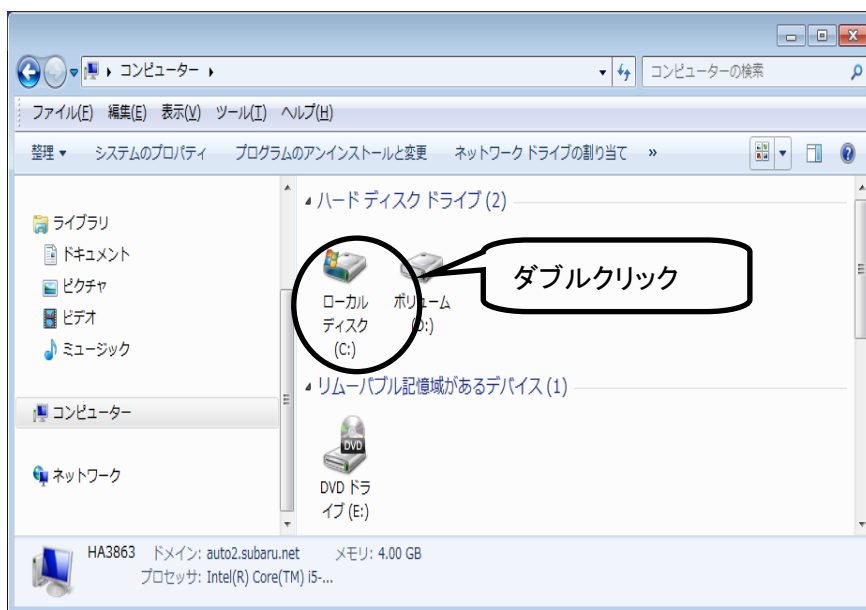 コンピューター
コンピューターの検索
ファイル(F) 編集(E) 表示(V) ツール(T) ヘルプ(H)
整理 システムのプロパティ プログラムのアンインストールと変更 ネットワーク ドライブの割り当て »
ライブラリ
ドキュメント
ピクチャ
ビデオ
ミュージック
コンピューター
ネットワーク
ハード ディスク ドライブ (2)
ローカル
ディスク
(C:)
ボリューム
(D:)
ダブルクリック
リムーバブル記憶域があるデバイス (1)
DVD
DVD ドラ
イブ (E:)
HA3863 ドメイン: auto2.subaru.net メモリ: 4.00 GB
プロセッサ: Intel(R) Core(TM) i5-...